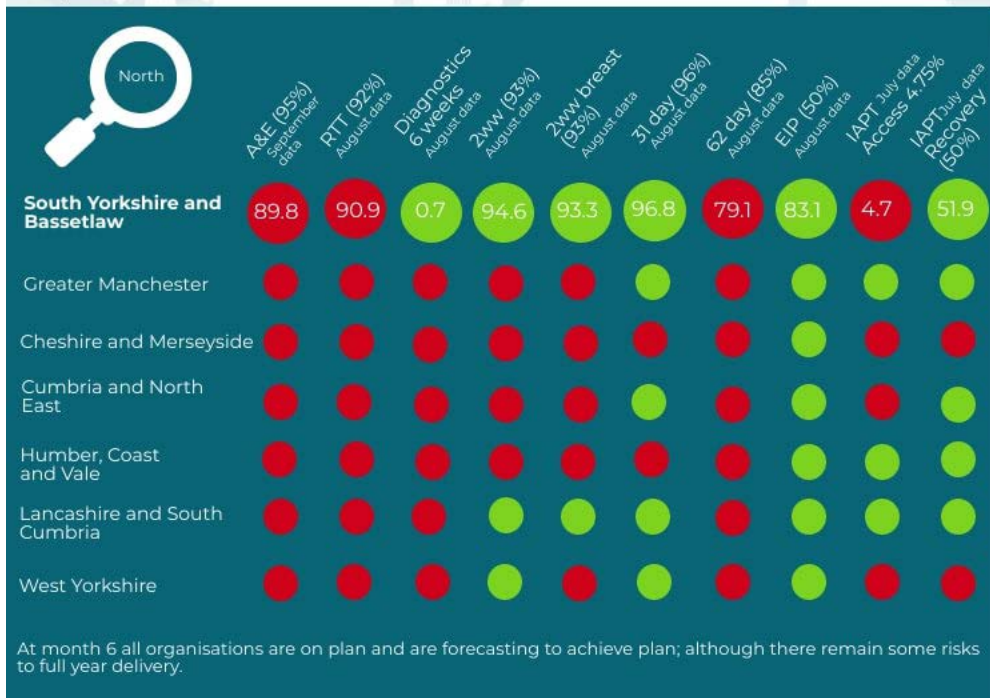 North
A&E (95%)
September
data
RTT (92%)
August data
Diagnostics
6 weeks
August data
2ww (93%)
August data
2ww breast
(93%)
August data
31 day (96%)
August data
62 day (85%)
August data
EIP (50%)
August data
IAPT July data
Access 4.75%
IAPT July data
Recovery
(50%)
South Yorkshire and
Bassetlaw
89.8 90.9 0.7 94.6 93.3 96.8 79.1 83.1 4.7 51.9
Greater Manchester
Cheshire and Merseyside
Cumbria and North
East
Humber, Coast
and Vale
Lancashire and South
Cumbria
West Yorkshire
At month 6 all organisations are on plan and are forecasting to achieve plan; although there remain some risks
to full year delivery.